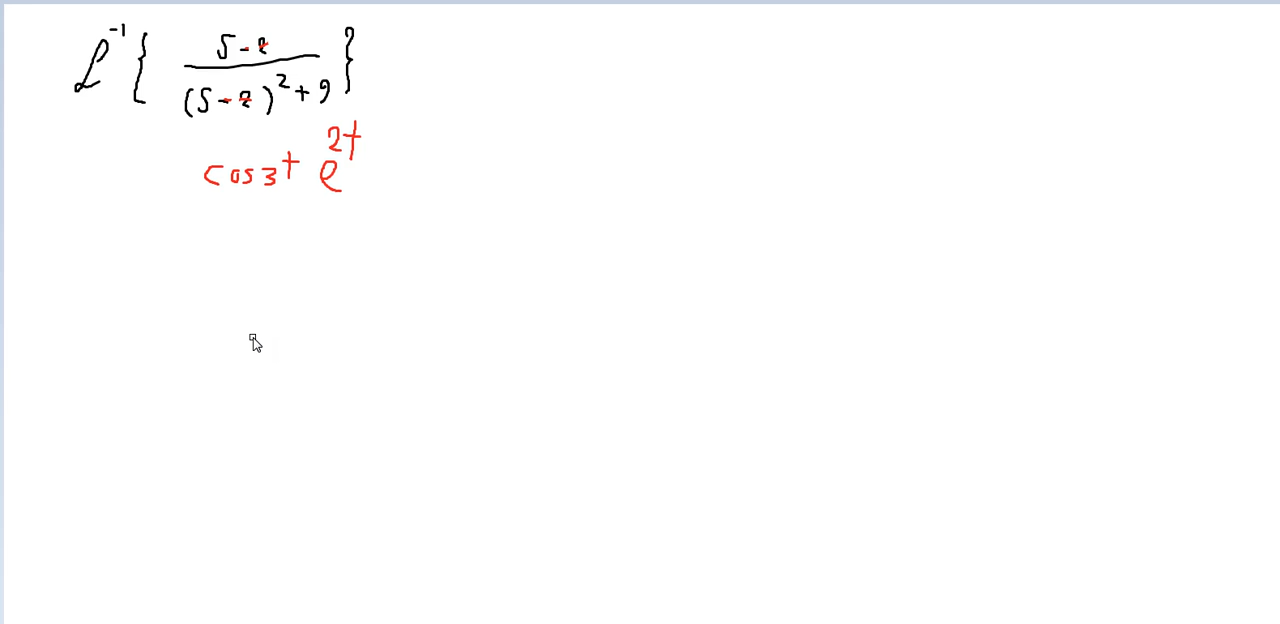 ℒ⁻¹ { (s-2) / ((s-2)² + 9) }
cos3t e^{2t}